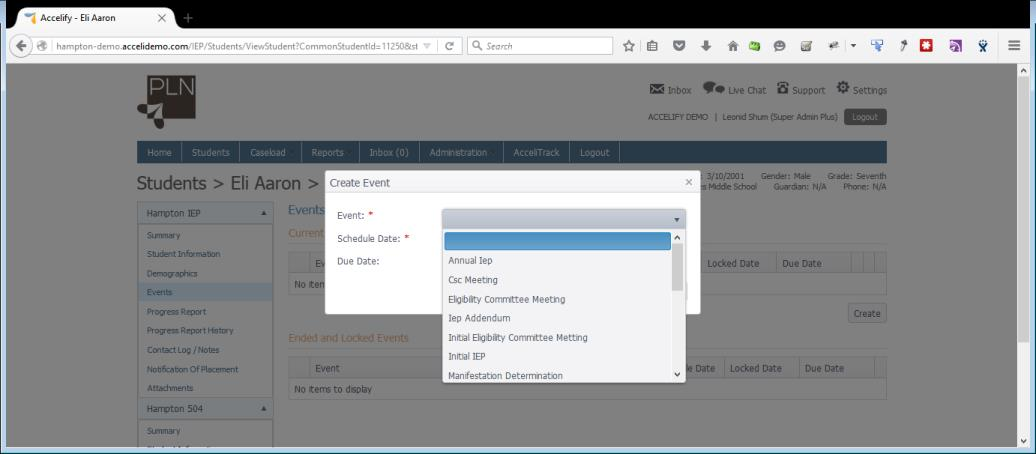 Accelify - Eli Aaron
hampton-demo.accelidemo.com/IEP/Students/ViewStudent?CommonStudentId=11250&st
Search
PLN
Inbox Live Chat Support Settings
ACCELIFY DEMO | Leonid Shum (Super Admin Plus) Logout
Home Students Caseload Reports Inbox (0) Administration AcceliTrack Logout
Students > Eli Aaron >
3/10/2001 Gender: Male Grade: Seventh
Middle School Guardian: N/A Phone: N/A
Create Event
Event: *
Schedule Date: *
Due Date:
Annual Iep
Csc Meeting
Eligibility Committee Meeting
Iep Addendum
Initial Eligibility Committee Metting
Initial IEP
Manifestation Determination
Hampton IEP
Summary
Student Information
Demographics
Events
Progress Report
Progress Report History
Contact Log / Notes
Notification Of Placement
Attachments
Hampton 504
Summary
Events
Current
Locked Date Due Date
No item
Create
Ended and Locked Events
Event Date Locked Date Due Date
No items to display